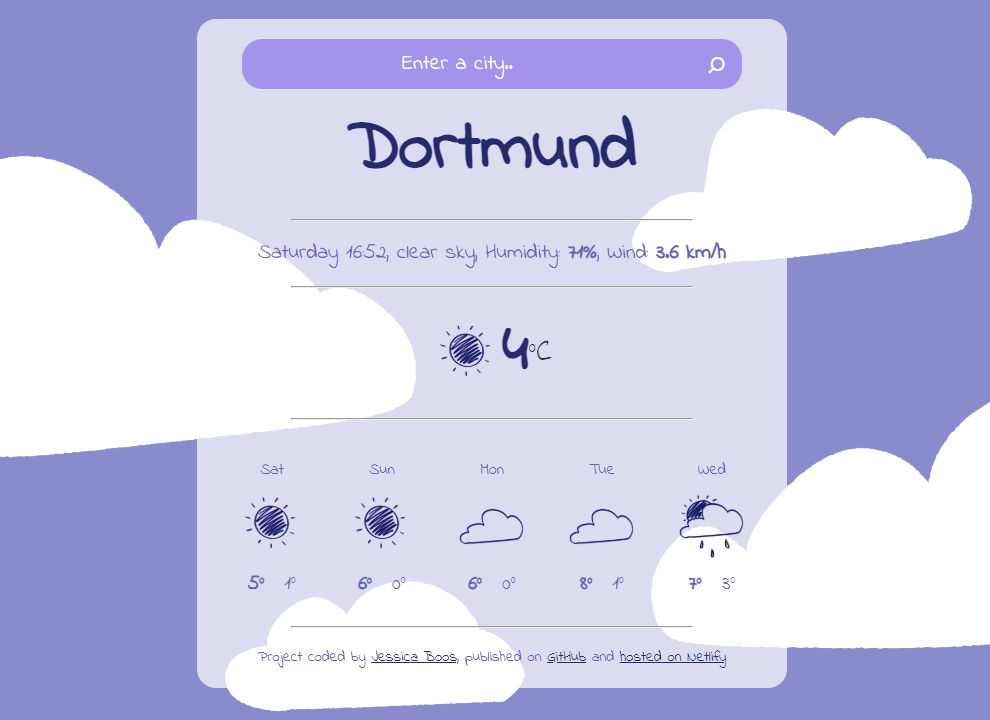 Enter a city..
Dortmund
Saturday 16:52, clear sky, Humidity: 71%, Wind: 3.6 km/h
4°C
Sat Sun Mon Tue Wed
5° 1° 6° 0° 6° 0° 8° 1° 7° 3°
Project coded by Jessica Boos, published on GitHub and hosted on Netlify